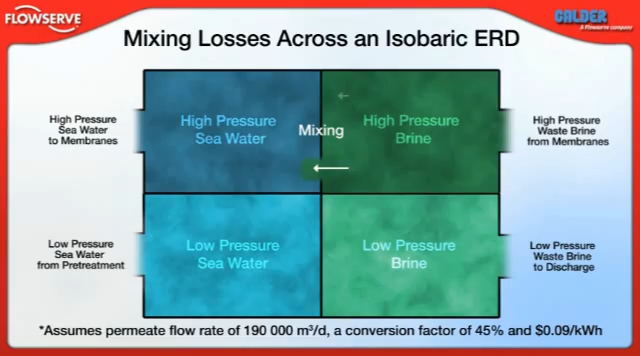 FLOWSERVE
CALDER
A Flowserve company
Mixing Losses Across an Isobaric ERD
High Pressure
Sea Water
to Membranes
High Pressure
Sea Water
Mixing
High Pressure
Brine
High Pressure
Waste Brine
from Membranes
Low Pressure
Sea Water
from Pretreatment
Low Pressure
Sea Water
Low Pressure
Brine
Low Pressure
Waste Brine
to Discharge
*Assumes permeate flow rate of 190 000 m³/d, a conversion factor of 45% and $0.09/kWh